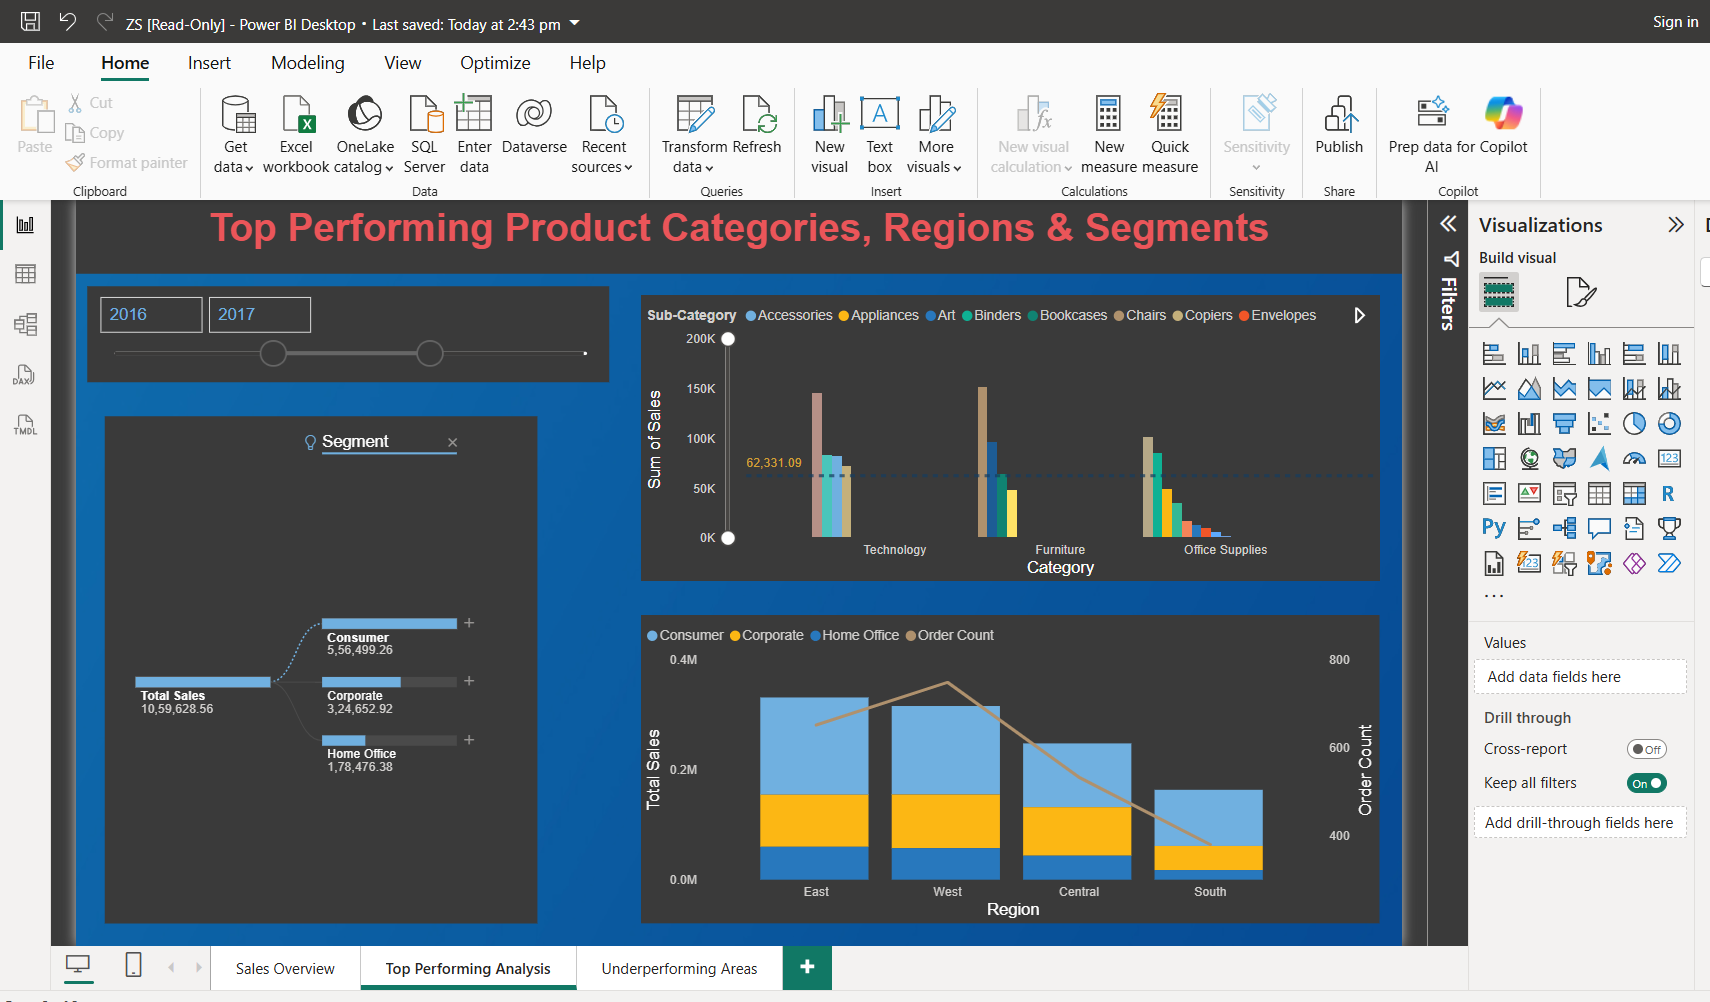 ZS [Read-Only] - Power BI Desktop • Last saved: Today at 2:43 pm
Sign in
File Home Insert Modeling View Optimize Help
Paste
Cut
Copy
Format painter
Clipboard
Get data
Excel workbook
OneLake catalog
SQL Server
Enter data
Dataverse
Recent sources
Data
Transform data
Refresh
Queries
New visual
Text box
More visuals
Insert
New visual calculation
New measure
Quick measure
Calculations
Sensitivity
Sensitivity
Publish
Share
Prep data for AI
Copilot
Copilot
Top Performing Product Categories, Regions & Segments
2016 2017
Segment
Consumer
5,56,499.26
Total Sales
10,59,628.56
Corporate
3,24,652.92
Home Office
1,78,476.38
Sub-Category Accessories Appliances Art Binders Bookcases Chairs Copiers Envelopes
Sum of Sales
200K
150K
100K
62,331.09
50K
0K
Technology Furniture Office Supplies
Category
Consumer Corporate Home Office Order Count
Total Sales
0.4M
0.2M
0.0M
800
600
400
Order Count
East West Central South
Region
Filters
Visualizations
Build visual
123
R
Py
123
...
Values
Add data fields here
Drill through
Cross-report
Off
Keep all filters
On
Add drill-through fields here
DAX
TMDL
Sales Overview
Top Performing Analysis
Underperforming Areas